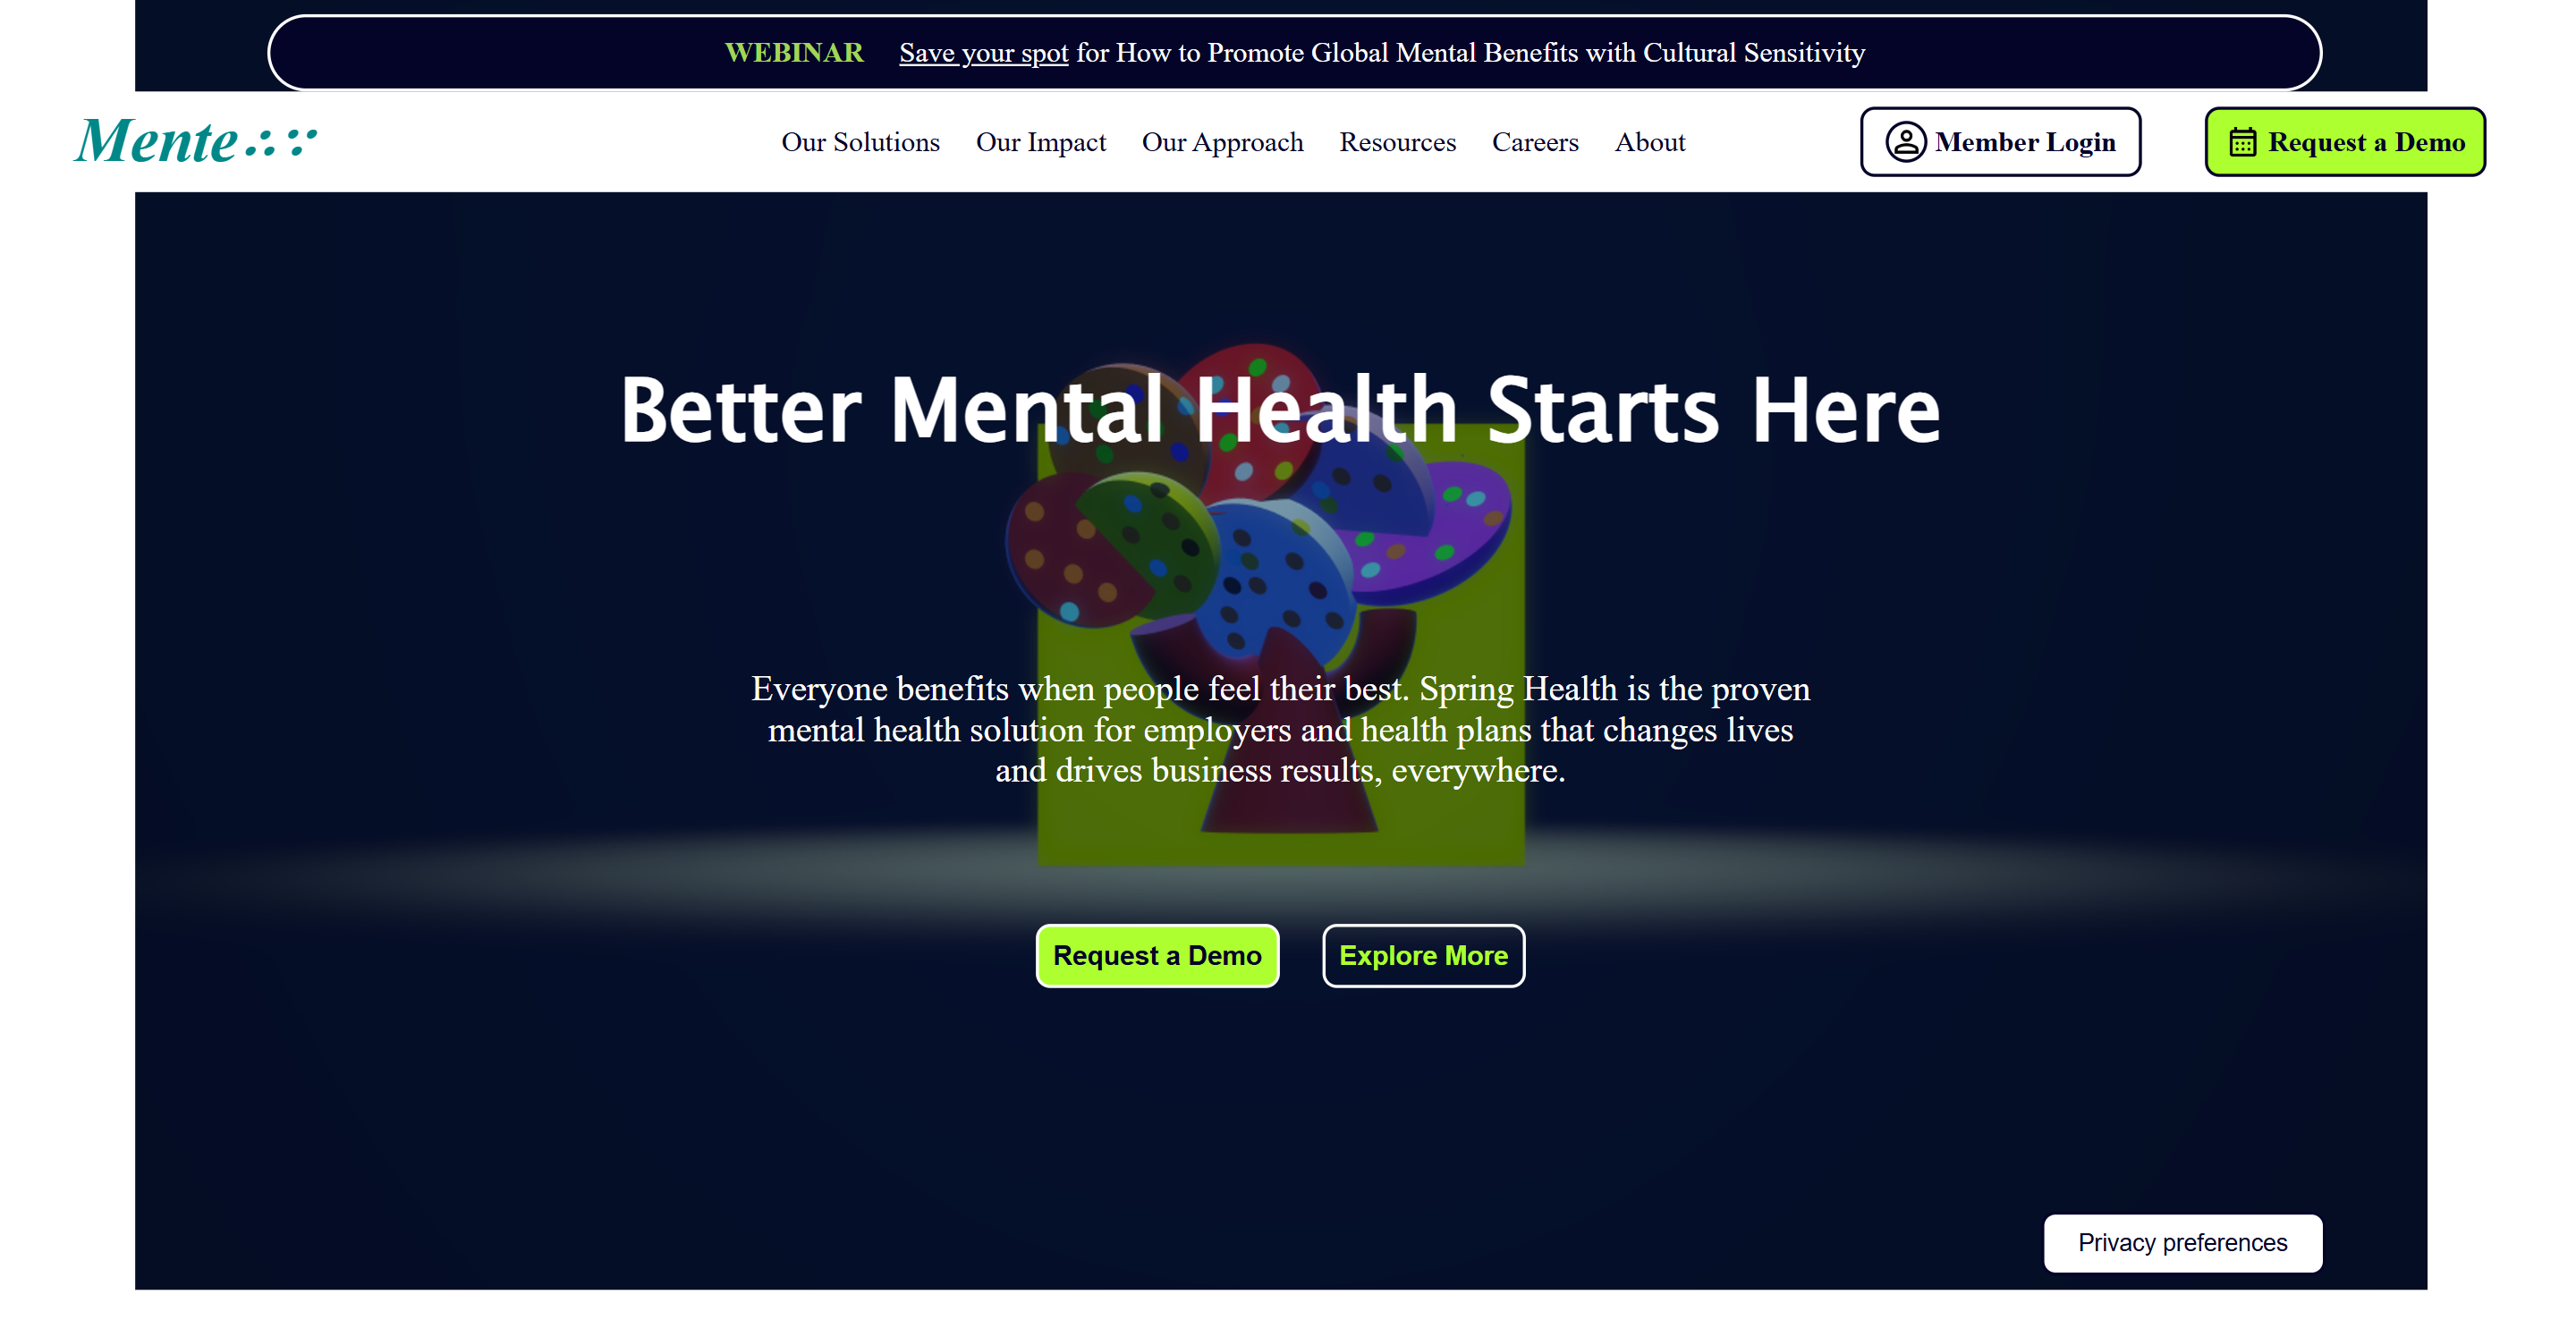 WEBINAR Save your spot for How to Promote Global Mental Benefits with Cultural Sensitivity
Mente
Our Solutions Our Impact Our Approach Resources Careers About Member Login Request a Demo
Better Mental Health Starts Here
Everyone benefits when people feel their best. Spring Health is the proven
mental health solution for employers and health plans that changes lives
and drives business results, everywhere.
Request a Demo Explore More
Privacy preferences